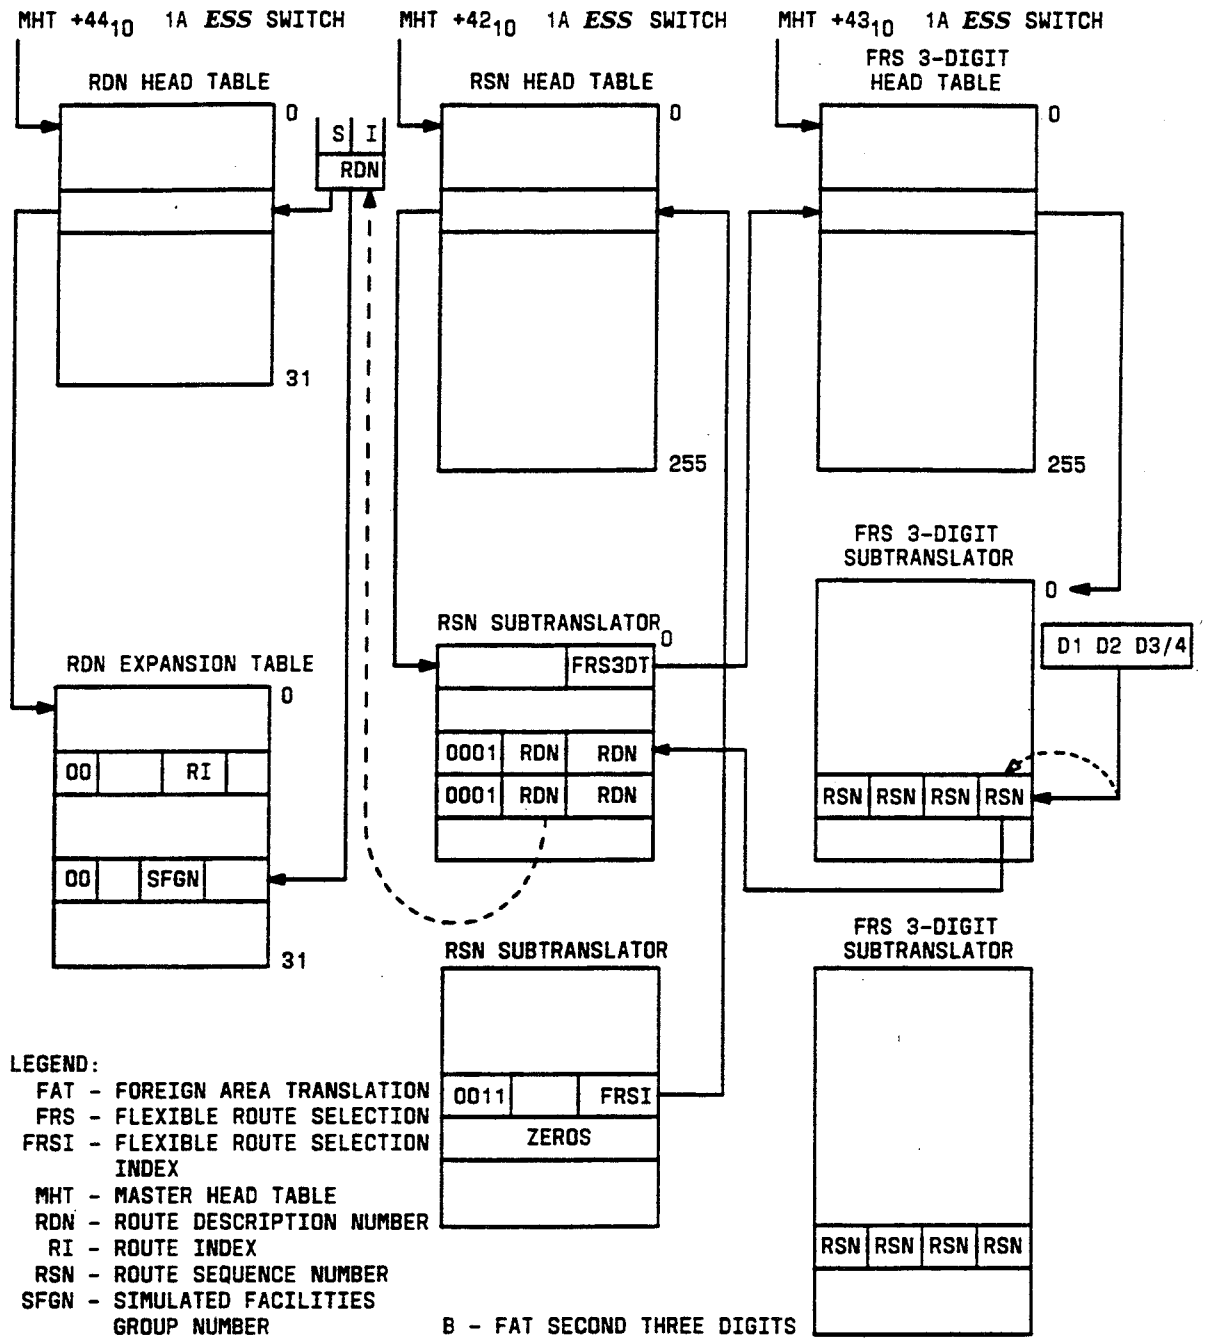 MHT +44₁₀ 1A ESS SWITCH
MHT +42₁₀ 1A ESS SWITCH
MHT +43₁₀ 1A ESS SWITCH
RDN HEAD TABLE
0
31
S I
RDN
RSN HEAD TABLE
0
255
FRS 3-DIGIT
HEAD TABLE
0
255
RDN EXPANSION TABLE
0
00 RI
00 SFGN
31
RSN SUBTRANSLATOR
0
FRS3DT
0001 RDN RDN
0001 RDN RDN
FRS 3-DIGIT
SUBTRANSLATOR
0
D1 D2 D3/4
RSN RSN RSN RSN
RSN SUBTRANSLATOR
0011 FRSI
ZEROS
FRS 3-DIGIT
SUBTRANSLATOR
RSN RSN RSN RSN
LEGEND:
FAT - FOREIGN AREA TRANSLATION
FRS - FLEXIBLE ROUTE SELECTION
FRSI - FLEXIBLE ROUTE SELECTION
INDEX
MHT - MASTER HEAD TABLE
RDN - ROUTE DESCRIPTION NUMBER
RI - ROUTE INDEX
RSN - ROUTE SEQUENCE NUMBER
SFGN - SIMULATED FACILITIES
GROUP NUMBER
B - FAT SECOND THREE DIGITS